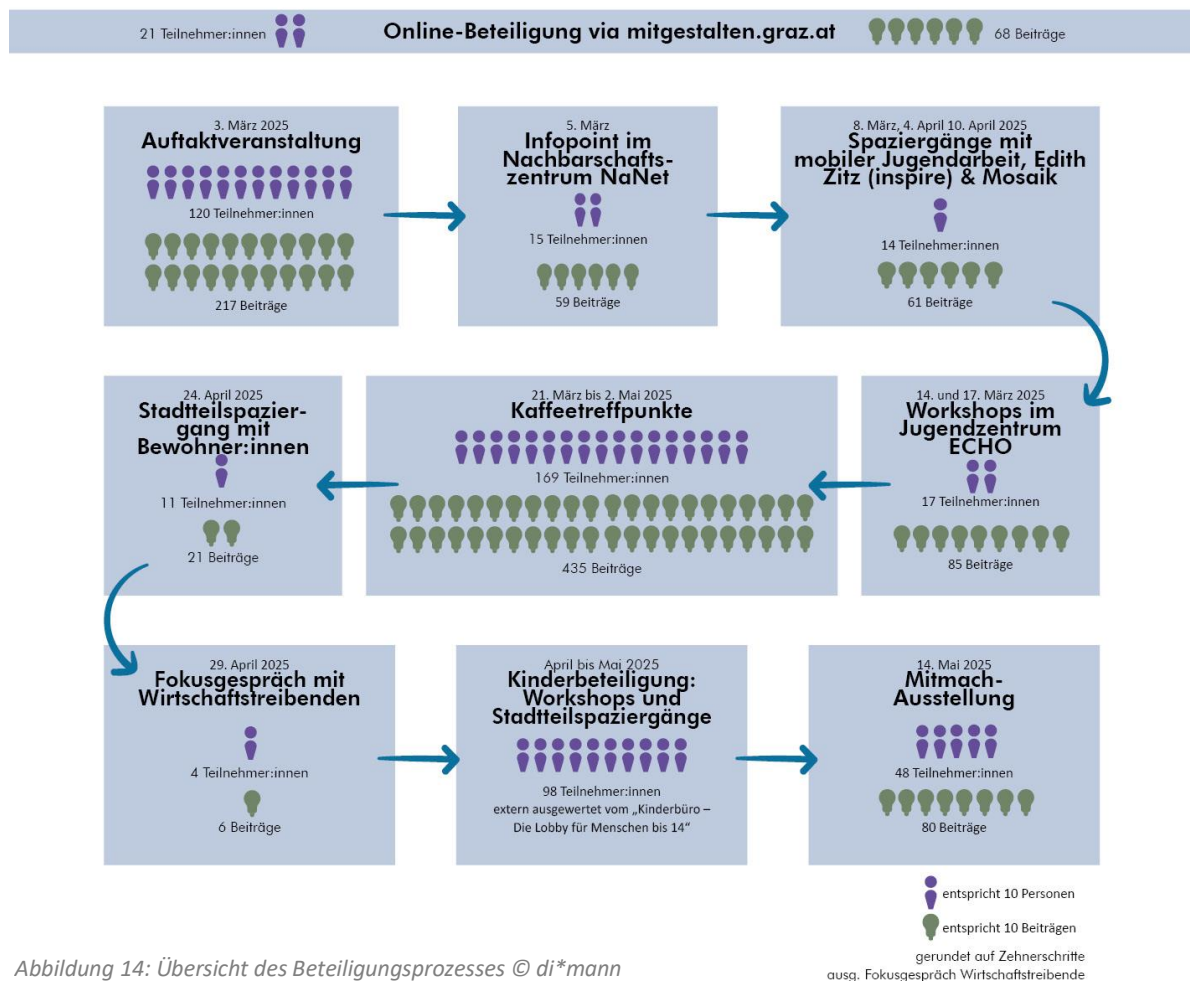 21 Teilnehmer:innen
Online-Beteiligung via mitgestalten.graz.at
68 Beiträge
3. März 2025
Auftaktveranstaltung
120 Teilnehmer:innen
217 Beiträge
5. März
Infopoint im
Nachbarschafts-
zentrum NaNet
15 Teilnehmer:innen
59 Beiträge
8. März, 4. April 10. April 2025
Spaziergänge mit
mobiler Jugendarbeit, Edith
Zitz (inspire) & Mosaik
14 Teilnehmer:innen
61 Beiträge
14. und 17. März 2025
Workshops im
Jugendzentrum
ECHO
17 Teilnehmer:innen
85 Beiträge
21. März bis 2. Mai 2025
Kaffeetreffpunkte
169 Teilnehmer:innen
435 Beiträge
24. April 2025
Stadtteilspazier-
gang mit
Bewohner:innen
11 Teilnehmer:innen
21 Beiträge
29. April 2025
Fokusgespräch mit
Wirtschaftstreibenden
4 Teilnehmer:innen
6 Beiträge
April bis Mai 2025
Kinderbeteiligung:
Workshops und
Stadtteilspaziergänge
98 Teilnehmer:innen
extern ausgewertet vom „Kinderbüro –
Die Lobby für Menschen bis 14“
14. Mai 2025
Mitmach-
Ausstellung
48 Teilnehmer:innen
80 Beiträge
entspricht 10 Personen
entspricht 10 Beiträgen
gerundet auf Zehnerschritte
ausg. Fokusgespräch Wirtschaftstreibende
Abbildung 14: Übersicht des Beteiligungsprozesses © di*mann